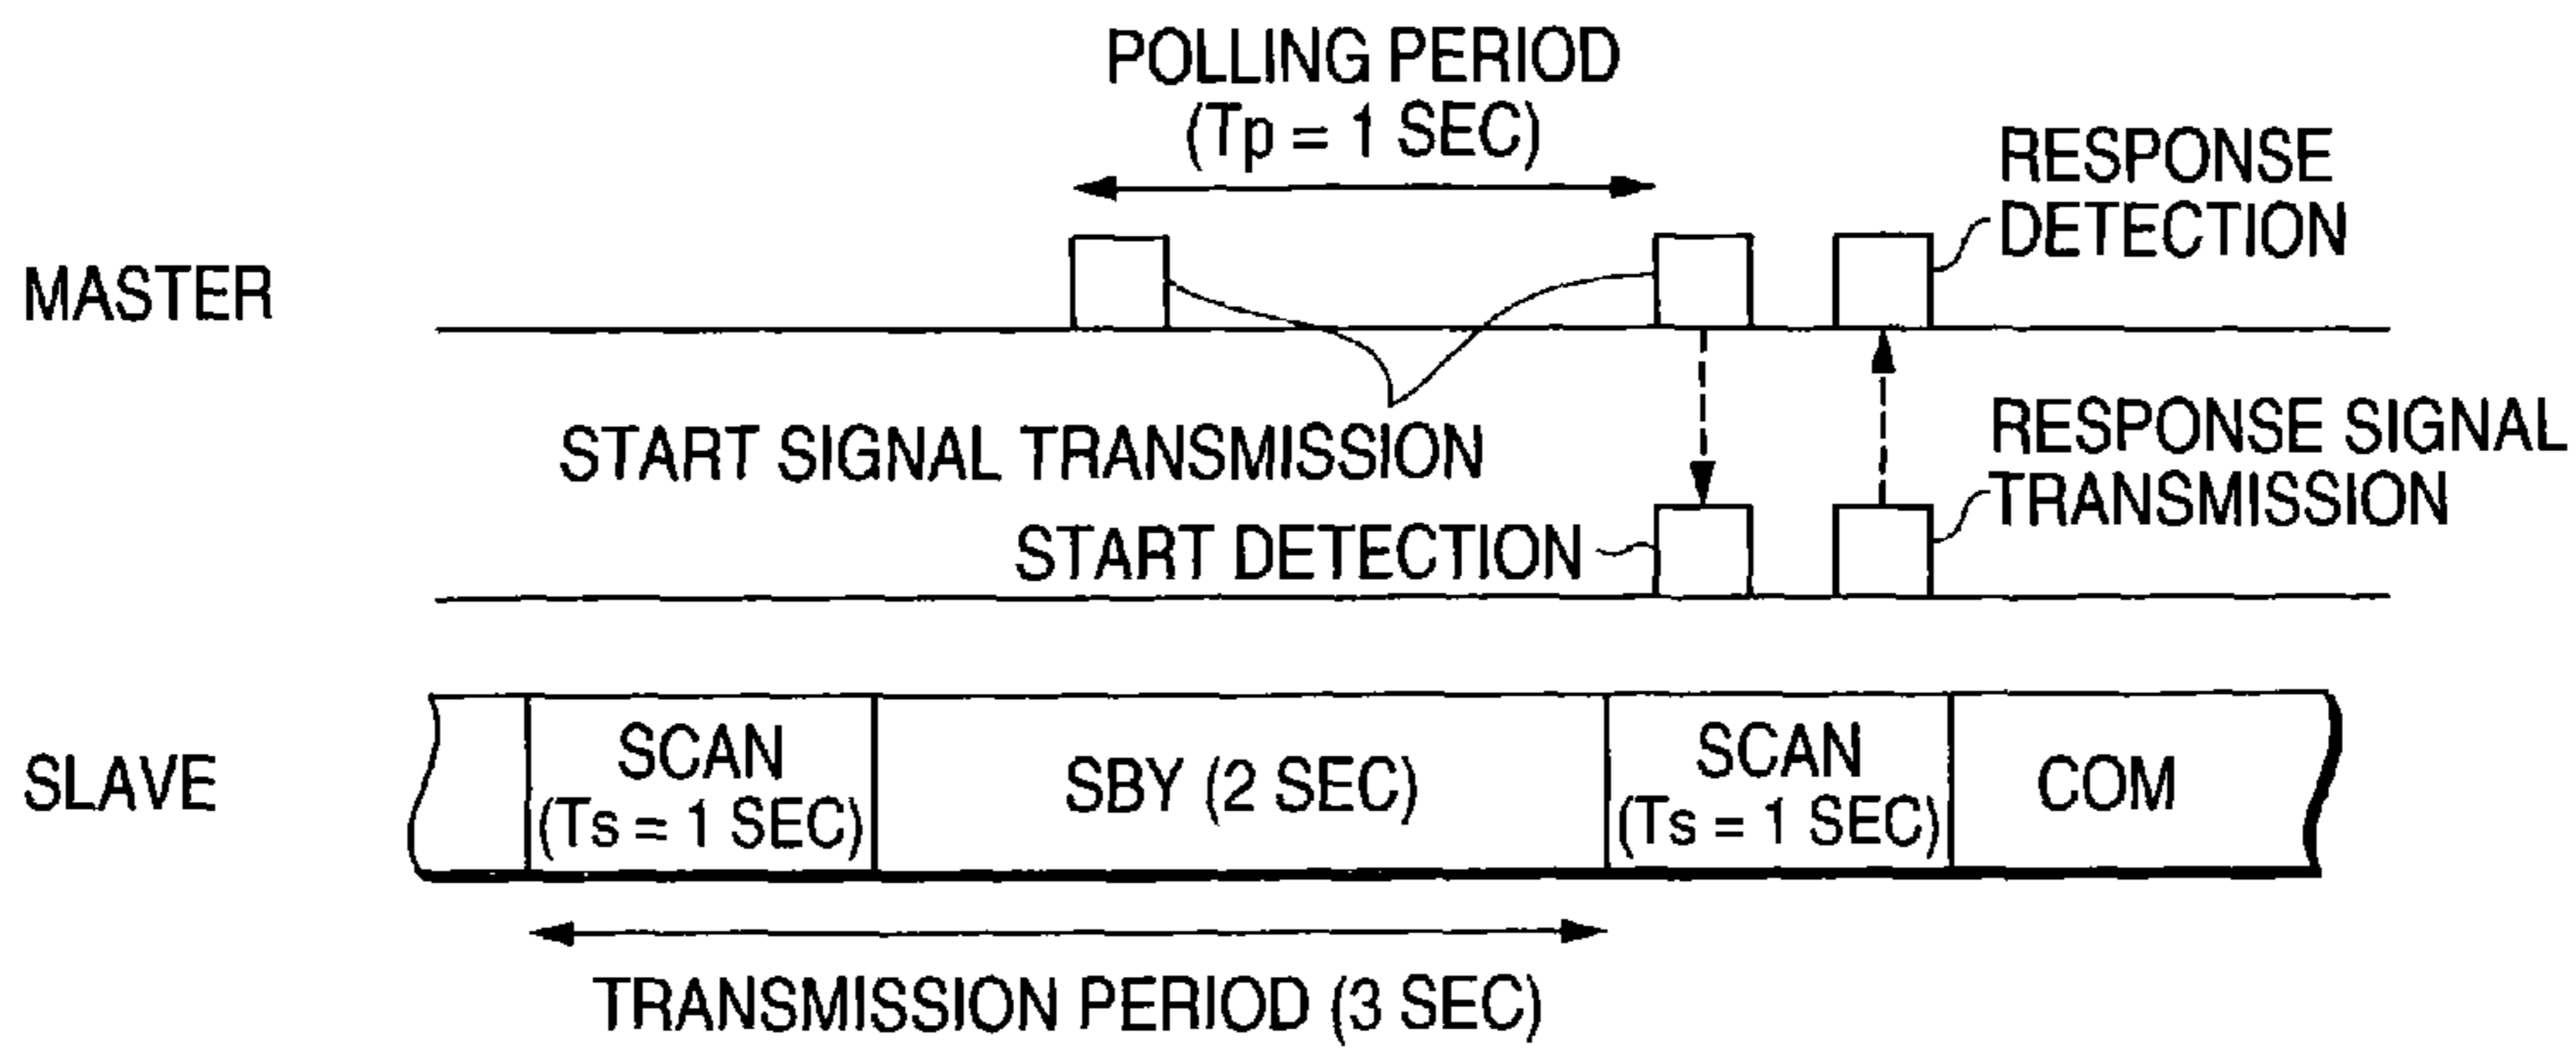 POLLING PERIOD
(Tp = 1 SEC)
RESPONSE
DETECTION
MASTER
START SIGNAL TRANSMISSION
RESPONSE SIGNAL
TRANSMISSION
START DETECTION
SLAVE
SCAN
(Ts = 1 SEC)
SBY (2 SEC)
SCAN
(Ts = 1 SEC)
COM
TRANSMISSION PERIOD (3 SEC)